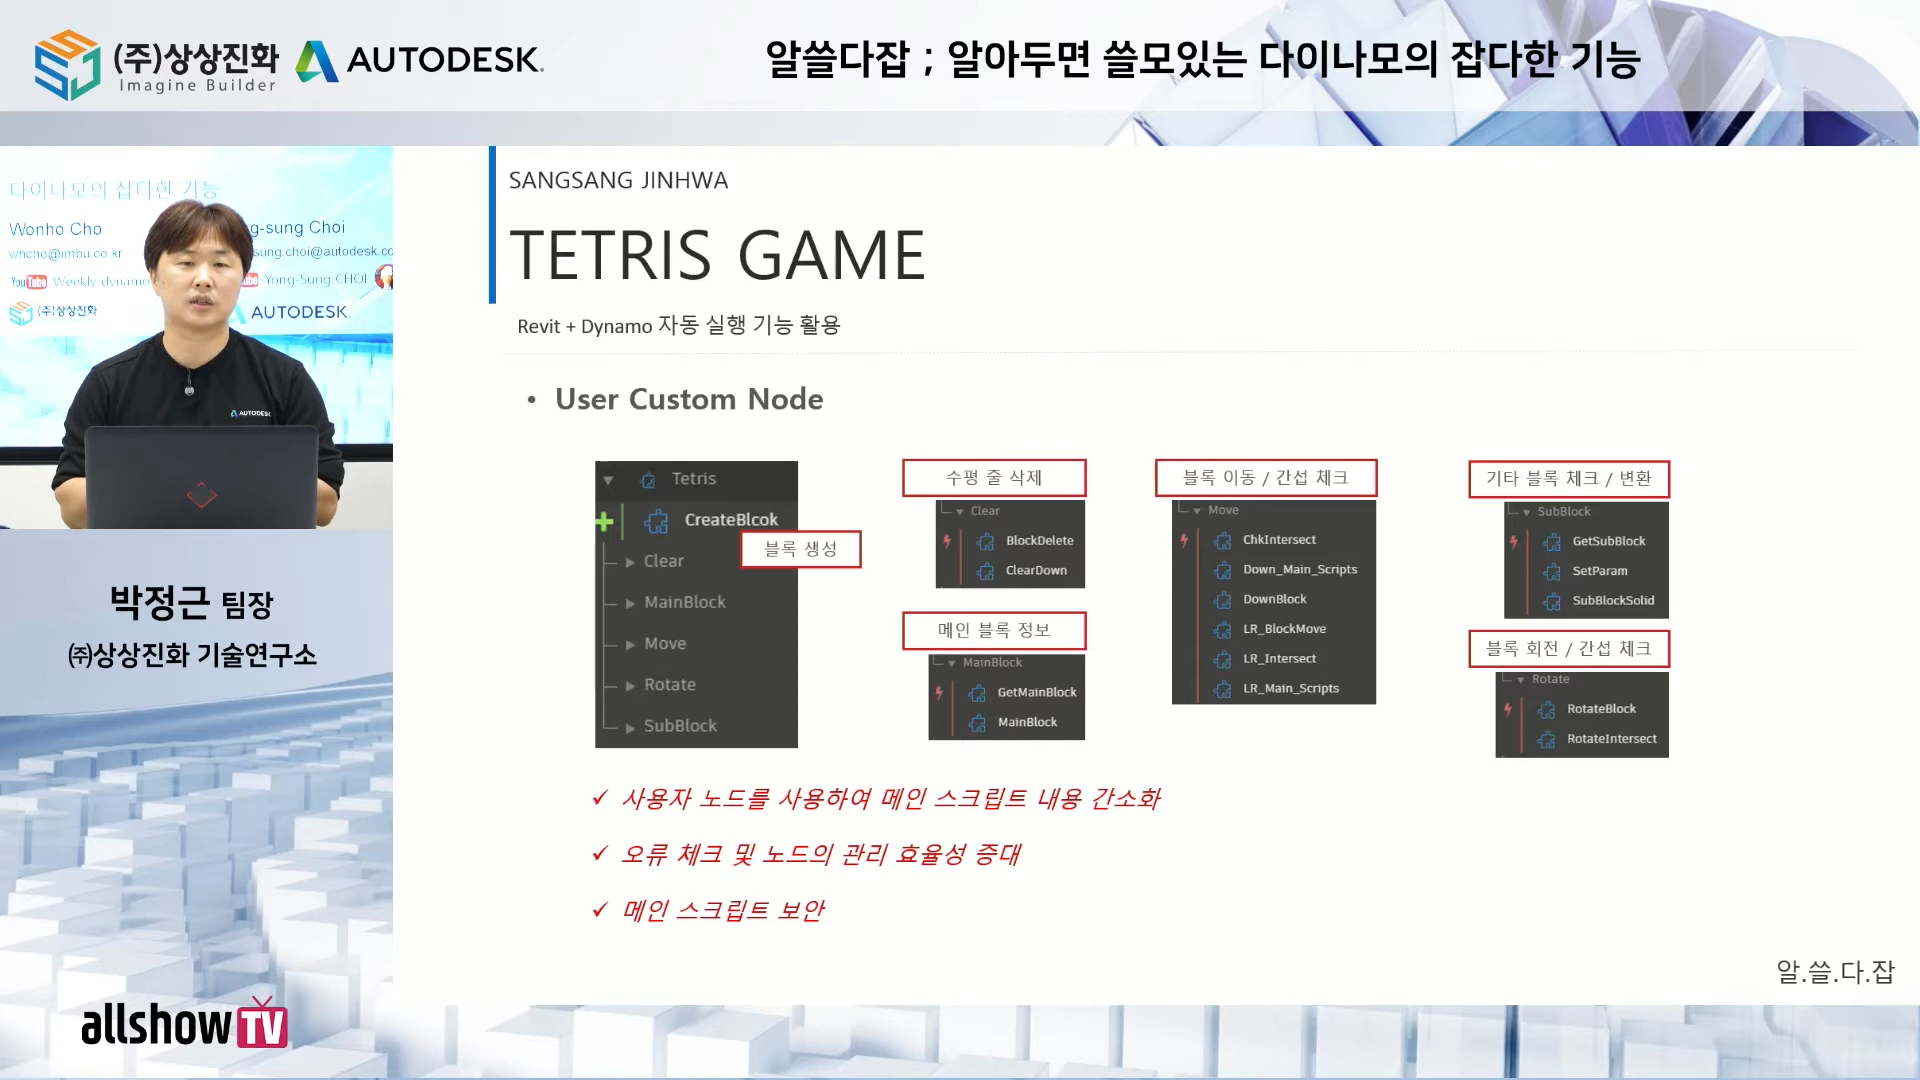 (주)상상진화
Imagine Builder
AUTODESK.
알쓸다잡 ; 알아두면 쓸모있는 다이나모의 잡다한 기능
다이나모의 잡다한 기능
Wonho Cho
g-sung Choi
whcho@imbu.co.kr
sung.choi@autodesk.co
YouTube Weekly dynamo
Yong-Sung CHOI
(주)상상진화
AUTODESK
AUTODESK
박정근 팀장
㈜상상진화 기술연구소
allshow TV
SANGSANG JINHWA
TETRIS GAME
Revit + Dynamo 자동 실행 기능 활용
• User Custom Node
Tetris
CreateBlcok
블록 생성
Clear
MainBlock
Move
Rotate
SubBlock
수평 줄 삭제
Clear
BlockDelete
ClearDown
메인 블록 정보
MainBlock
GetMainBlock
MainBlock
블록 이동 / 간섭 체크
Move
ChkIntersect
Down_Main_Scripts
DownBlock
LR_BlockMove
LR_Intersect
LR_Main_Scripts
기타 블록 체크 / 변환
SubBlock
GetSubBlock
SetParam
SubBlockSolid
블록 회전 / 간섭 체크
Rotate
RotateBlock
RotateIntersect
✓ 사용자 노드를 사용하여 메인 스크립트 내용 간소화
✓ 오류 체크 및 노드의 관리 효율성 증대
✓ 메인 스크립트 보안
알.쓸.다.잡